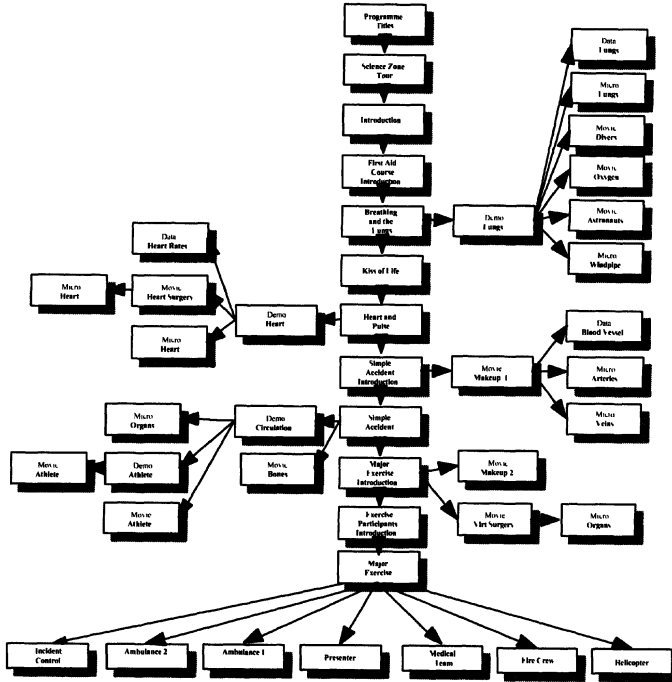 Programme
Titles
Science Zone
Tour
Introduction
First Aid
Course
Introduction
Breathing
and the
Lungs
Kiss of Life
Heart and
Pulse
Simple
Accident
Introduction
Simple
Accident
Major
Exercise
Introduction
Exercise
Participants
Introduction
Major
Exercise
Demo
Lungs
Data
Lungs
Micro
Lungs
Movie
Divers
Movie
Oxygen
Movie
Astronauts
Micro
Windpipe
Demo
Heart
Data
Heart Rates
Movie
Heart Surgery
Micro
Heart
Micro
Heart
Movie
Makeup 1
Data
Blood Vessel
Micro
Arteries
Micro
Veins
Demo
Circulation
Movie
Bones
Micro
Organs
Demo
Athlete
Movie
Athlete
Movie
Athlete
Movie
Makeup 2
Movie
Virt Surgery
Micro
Organs
Incident
Control
Ambulance 2
Ambulance 1
Presenter
Medical
Team
Fire Crew
Helicopter